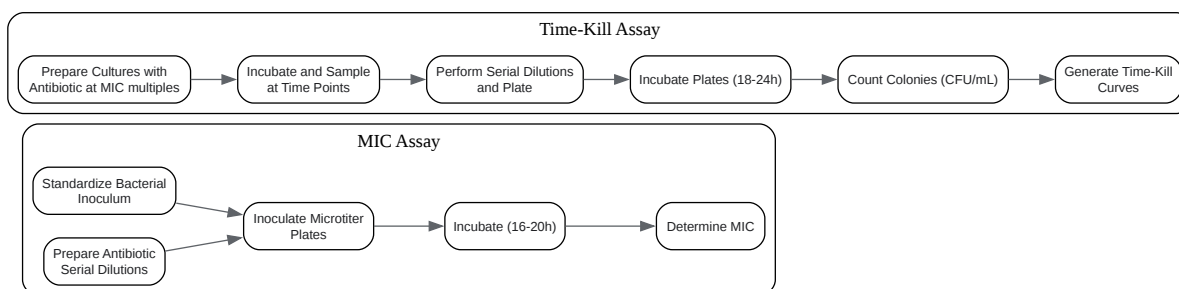 Time-Kill Assay
Prepare Cultures with
Antibiotic at MIC multiples
Incubate and Sample
at Time Points
Perform Serial Dilutions
and Plate
Incubate Plates (18-24h)
Count Colonies (CFU/mL)
Generate Time-Kill
Curves
MIC Assay
Standardize Bacterial
Inoculum
Prepare Antibiotic
Serial Dilutions
Inoculate Microtiter
Plates
Incubate (16-20h)
Determine MIC